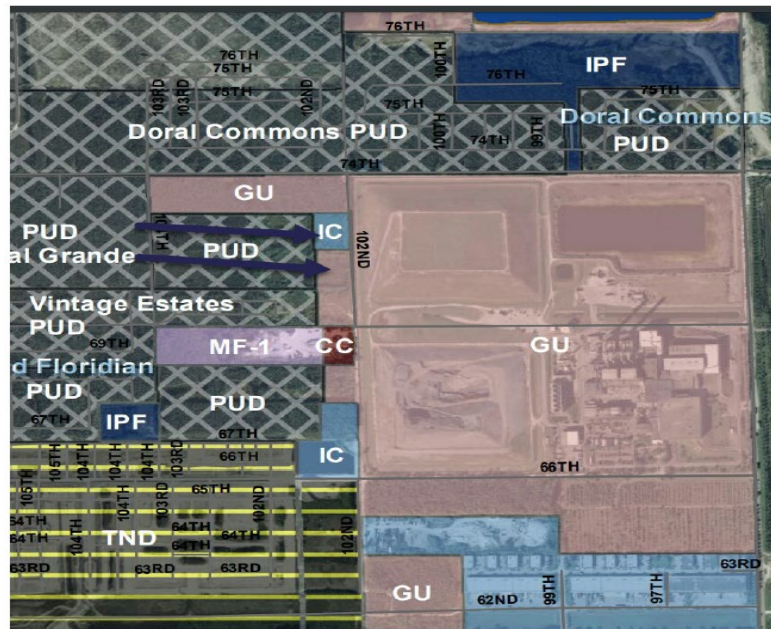 76TH
76TH
75TH
100TH
IPF
76TH
103RD
103RD
75TH
102ND
75TH
75TH
Doral Commons PUD
100TH
74TH
99TH
Doral Commons
PUD
74TH
74TH
GU
PUD
al Grande
PUD
IC
102ND
Vintage Estates
PUD
69TH
MF-1
CC
GU
d Floridian
PUD
PUD
67TH
IPF
67TH
IC
105TH
105TH
104TH
104TH
104TH
103RD
66TH
66TH
65TH
104TH
103RD
102ND
64TH
64TH
64TH
64TH
64TH
104TH
TND
102ND
63RD
63RD
63RD
63RD
GU
62ND
99TH
97TH